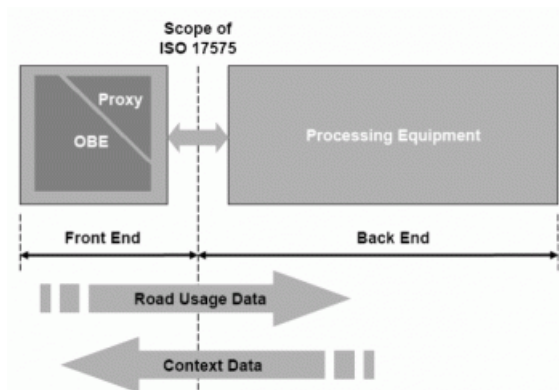 Scope of
ISO 17575
Proxy
OBE
Processing Equipment
Front End
Back End
Road Usage Data
Context Data